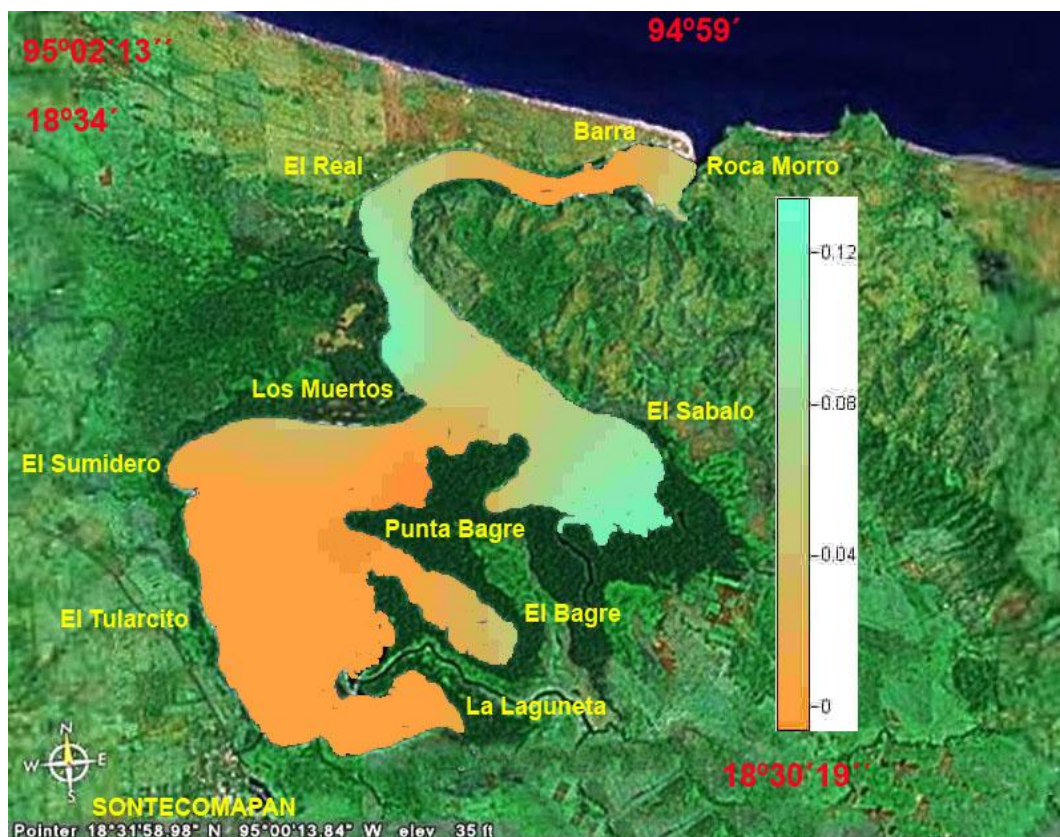 94º59´
95º02´13´´
18º34´
Barra
El Real
Roca Morro
0.12
Los Muertos
0.08
El Sabalo
El Sumidero
Punta Bagre
0.04
El Tularcito
El Bagre
La Laguneta
0
18º30´19´´
N
W E
S
SONTECOMAPAN
Pointer 18°31'58.98" N 95°00'13.84" W elev 35 ft